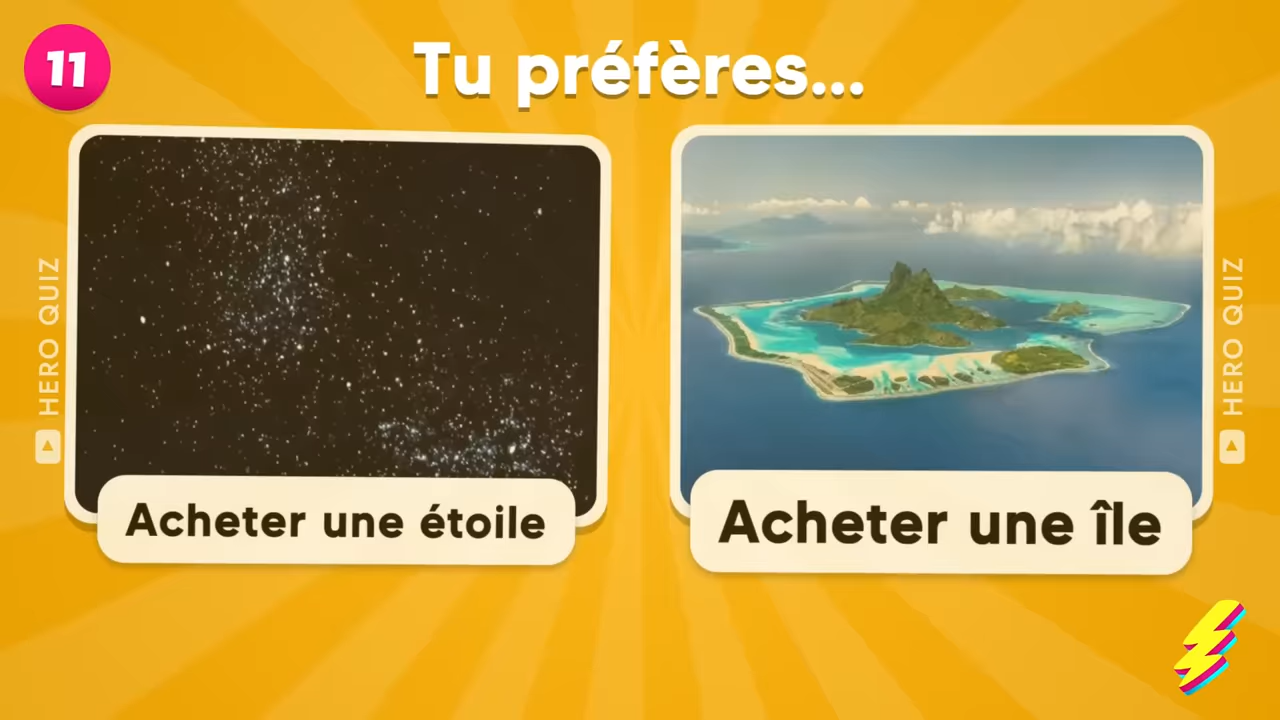 11
Tu préfères...
HERO QUIZ
HERO QUIZ
Acheter une étoile
Acheter une île